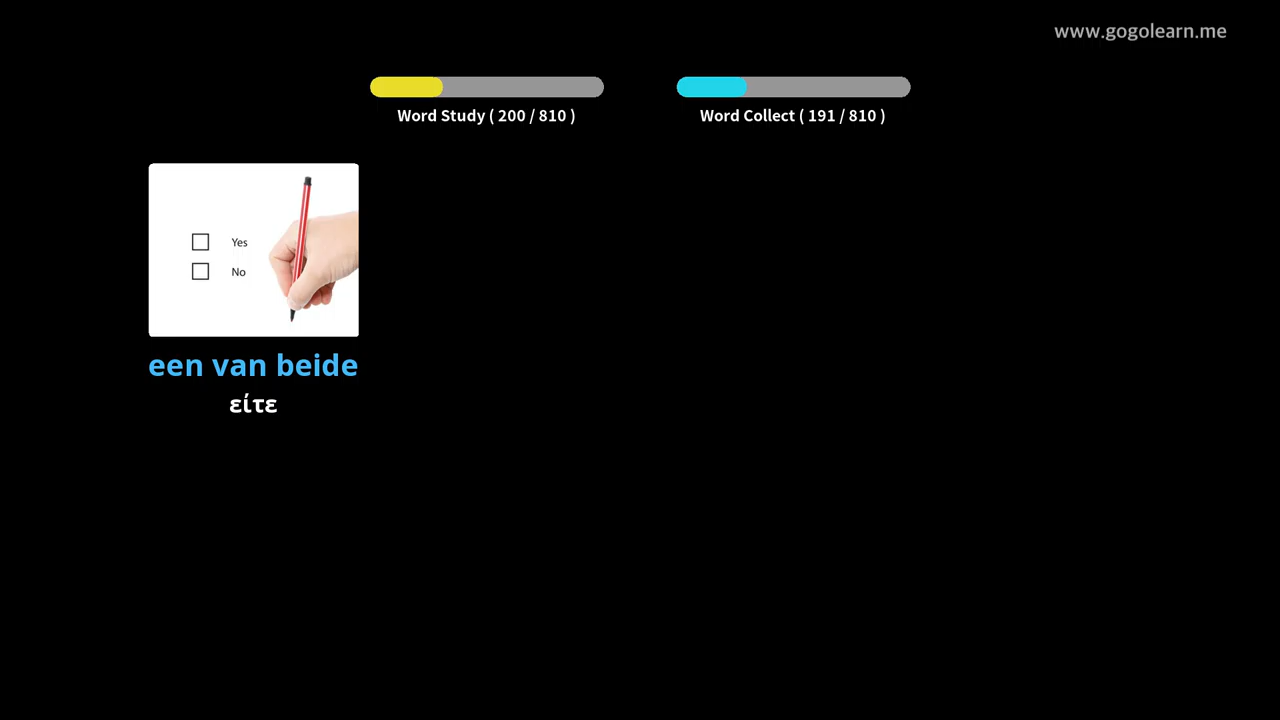 www.gogolearn.me
Word Study ( 200 / 810 )
Word Collect ( 191 / 810 )
Yes
No
een van beide
είτε